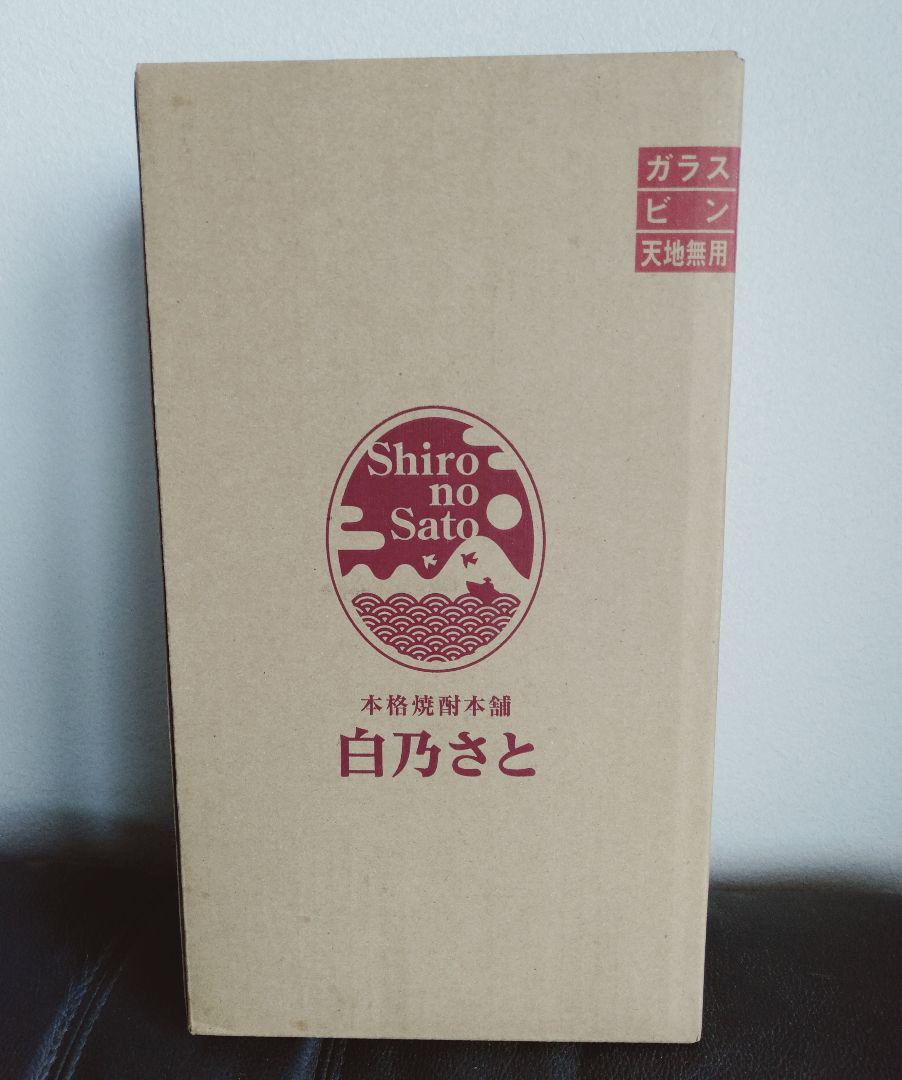 ガラス
ビン
天地無用
Shiro
no
Sato
本格焼酎本舗
白乃さと